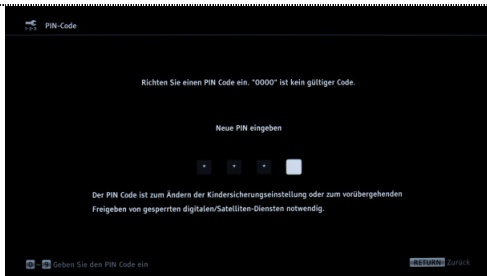 PIN-Code
Richten Sie einen PIN Code ein. "0000" ist kein gültiger Code.
Neue PIN eingeben
* * *
Der PIN Code ist zum Ändern der Kindersicherungseinstellung oder zum vorübergehenden
Freigeben von gesperrten digitalen/Satelliten-Diensten notwendig.
0 ~ 9 Geben Sie den PIN Code ein
RETURN Zurück